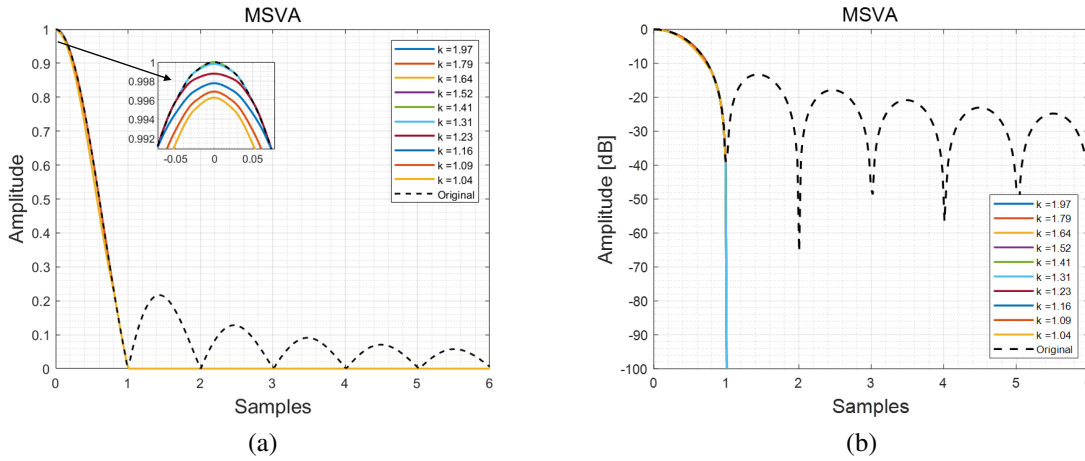 MSVA
1
0.9
0.8
0.7
0.6
0.5
0.4
0.3
0.2
0.1
0
Amplitude
0 1 2 3 4 5 6
Samples
1
0.998
0.996
0.994
0.992
-0.05 0 0.05
k =1.97
k =1.79
k =1.64
k =1.52
k =1.41
k =1.31
k =1.23
k =1.16
k =1.09
k =1.04
Original
(a)
MSVA
0
-10
-20
-30
-40
-50
-60
-70
-80
-90
-100
Amplitude [dB]
0 1 2 3 4 5
Samples
k =1.97
k =1.79
k =1.64
k =1.52
k =1.41
k =1.31
k =1.23
k =1.16
k =1.09
k =1.04
Original
(b)